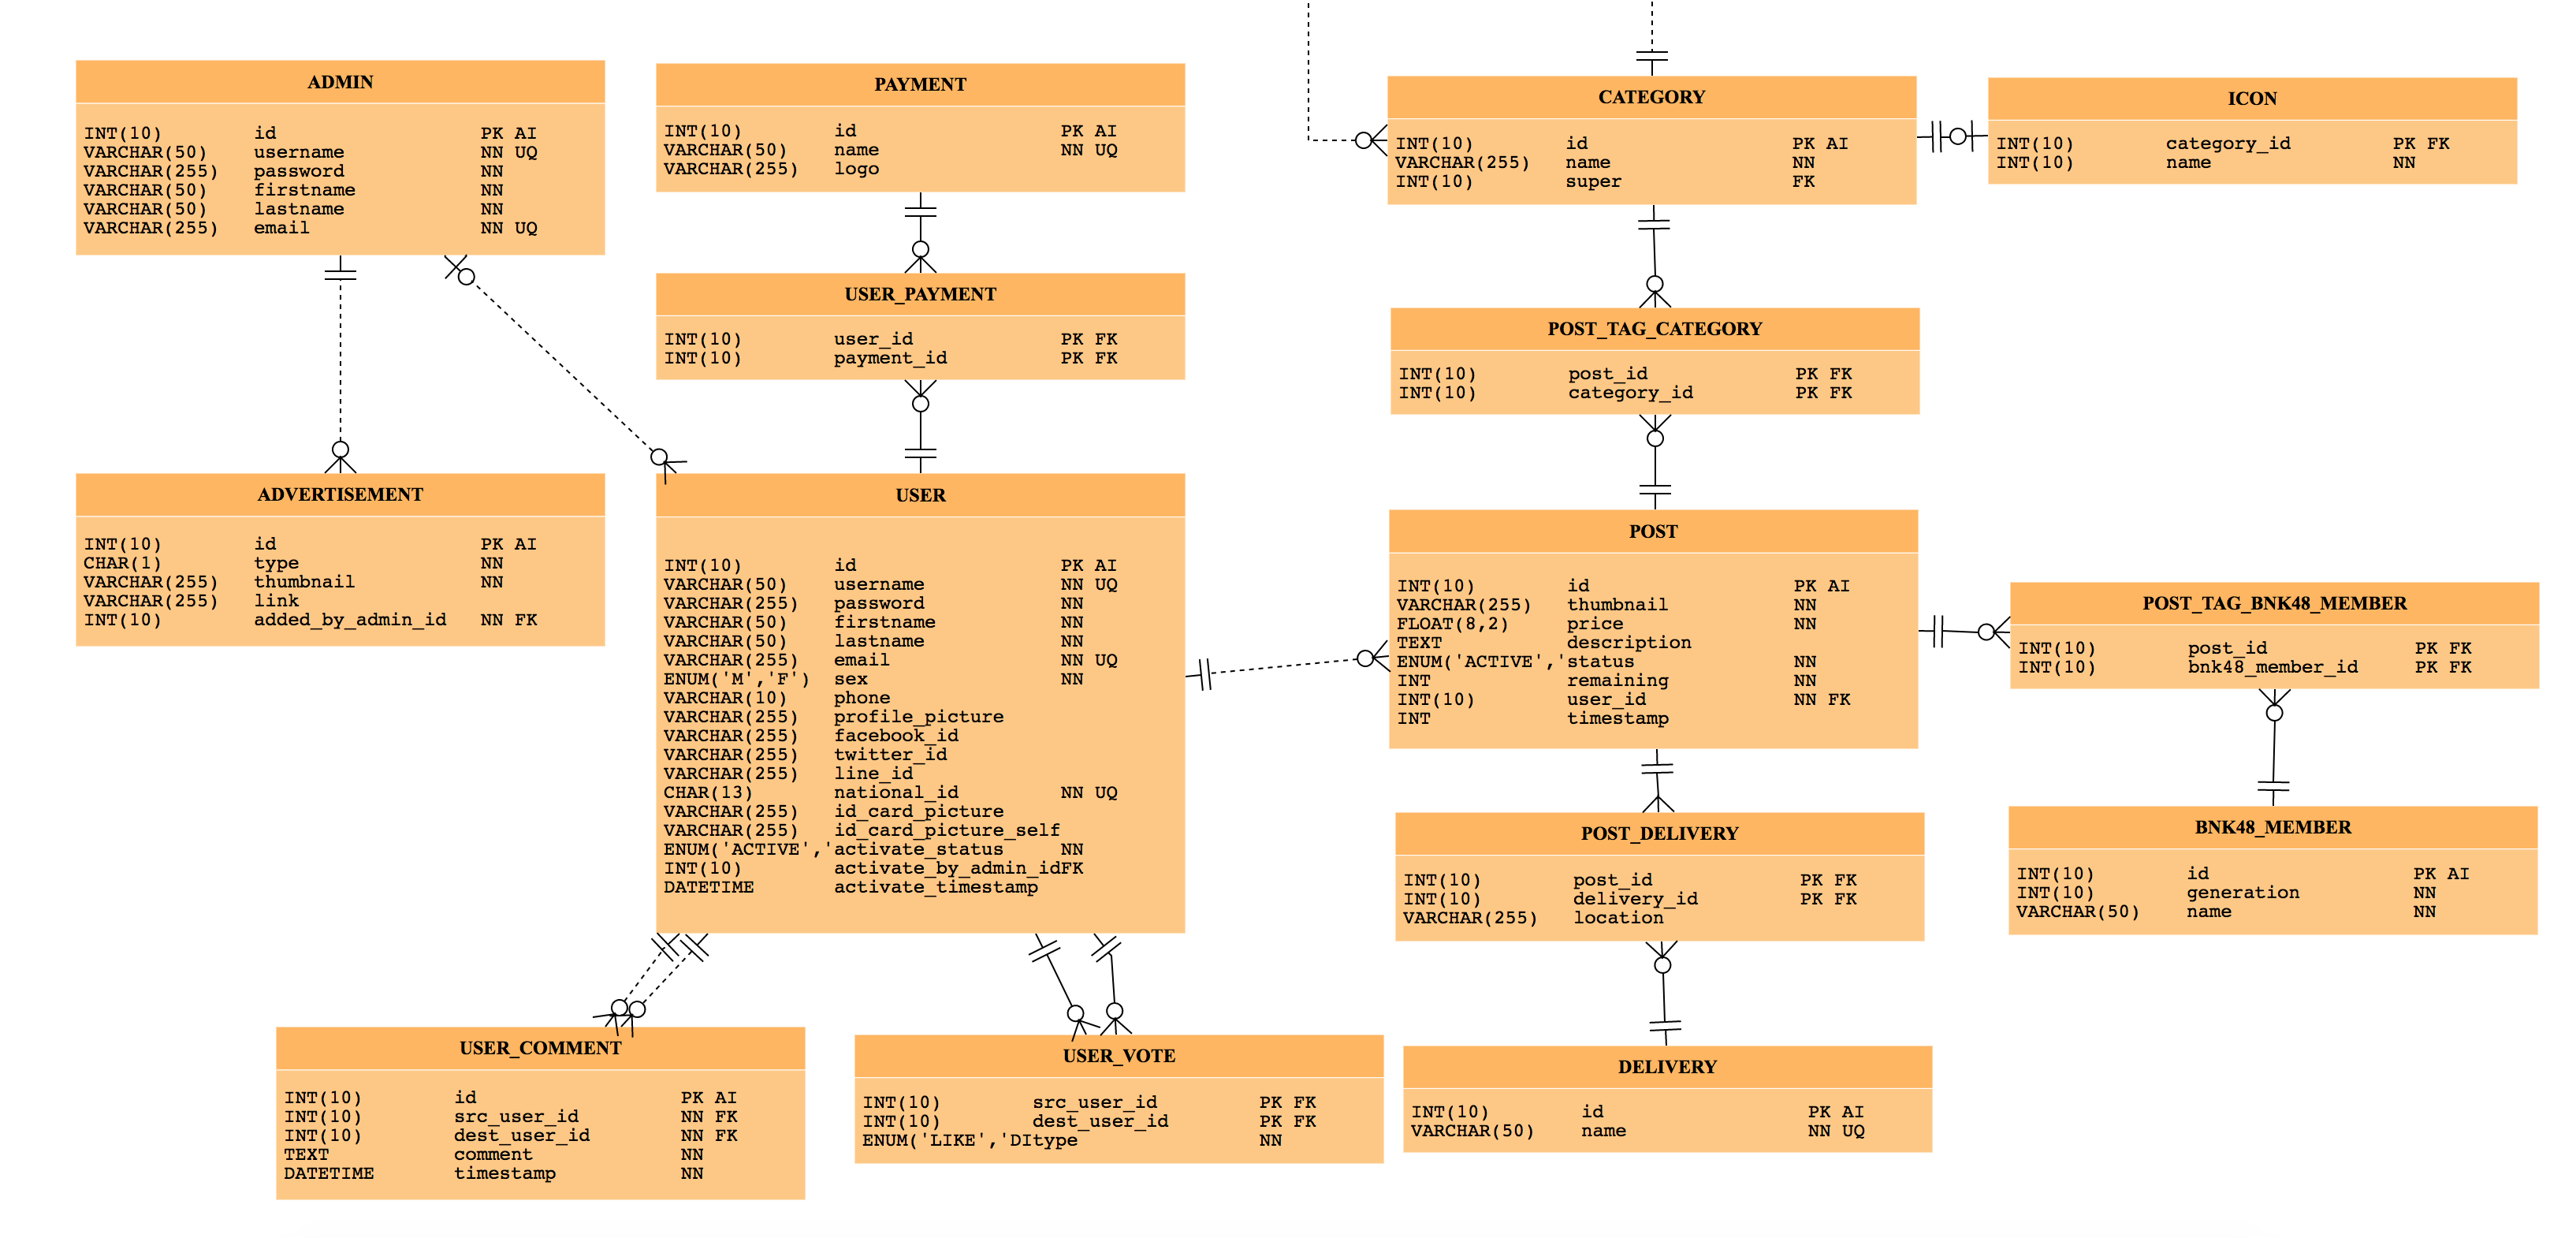 ADMIN
INT(10) id PK AI
VARCHAR(50) username NN UQ
VARCHAR(255) password NN
VARCHAR(50) firstname NN
VARCHAR(50) lastname NN
VARCHAR(255) email NN UQ
PAYMENT
INT(10) id PK AI
VARCHAR(50) name NN UQ
VARCHAR(255) logo
CATEGORY
INT(10) id PK AI
VARCHAR(255) name NN
INT(10) super FK
ICON
INT(10) category_id PK FK
INT(10) name NN
USER_PAYMENT
INT(10) user_id PK FK
INT(10) payment_id PK FK
POST_TAG_CATEGORY
INT(10) post_id PK FK
INT(10) category_id PK FK
ADVERTISEMENT
INT(10) id PK AI
CHAR(1) type NN
VARCHAR(255) thumbnail NN
VARCHAR(255) link
INT(10) added_by_admin_id NN FK
USER
INT(10) id PK AI
VARCHAR(50) username NN UQ
VARCHAR(255) password NN
VARCHAR(50) firstname NN
VARCHAR(50) lastname NN
VARCHAR(255) email NN UQ
ENUM('M','F') sex NN
VARCHAR(10) phone
VARCHAR(255) profile_picture
VARCHAR(255) facebook_id
VARCHAR(255) twitter_id
VARCHAR(255) line_id
CHAR(13) national_id NN UQ
VARCHAR(255) id_card_picture
VARCHAR(255) id_card_picture_self
ENUM('ACTIVE','activate_status NN
INT(10) activate_by_admin_idFK
DATETIME activate_timestamp
POST
INT(10) id PK AI
VARCHAR(255) thumbnail NN
FLOAT(8,2) price NN
TEXT description
ENUM('ACTIVE','status NN
INT remaining NN
INT(10) user_id NN FK
INT timestamp
POST_TAG_BNK48_MEMBER
INT(10) post_id PK FK
INT(10) bnk48_member_id PK FK
POST_DELIVERY
INT(10) post_id PK FK
INT(10) delivery_id PK FK
VARCHAR(255) location
BNK48_MEMBER
INT(10) id PK AI
INT(10) generation NN
VARCHAR(50) name NN
USER_COMMENT
INT(10) id PK AI
INT(10) src_user_id NN FK
INT(10) dest_user_id NN FK
TEXT comment NN
DATETIME timestamp NN
USER_VOTE
INT(10) src_user_id PK FK
INT(10) dest_user_id PK FK
ENUM('LIKE','DItype NN
DELIVERY
INT(10) id PK AI
VARCHAR(50) name NN UQ